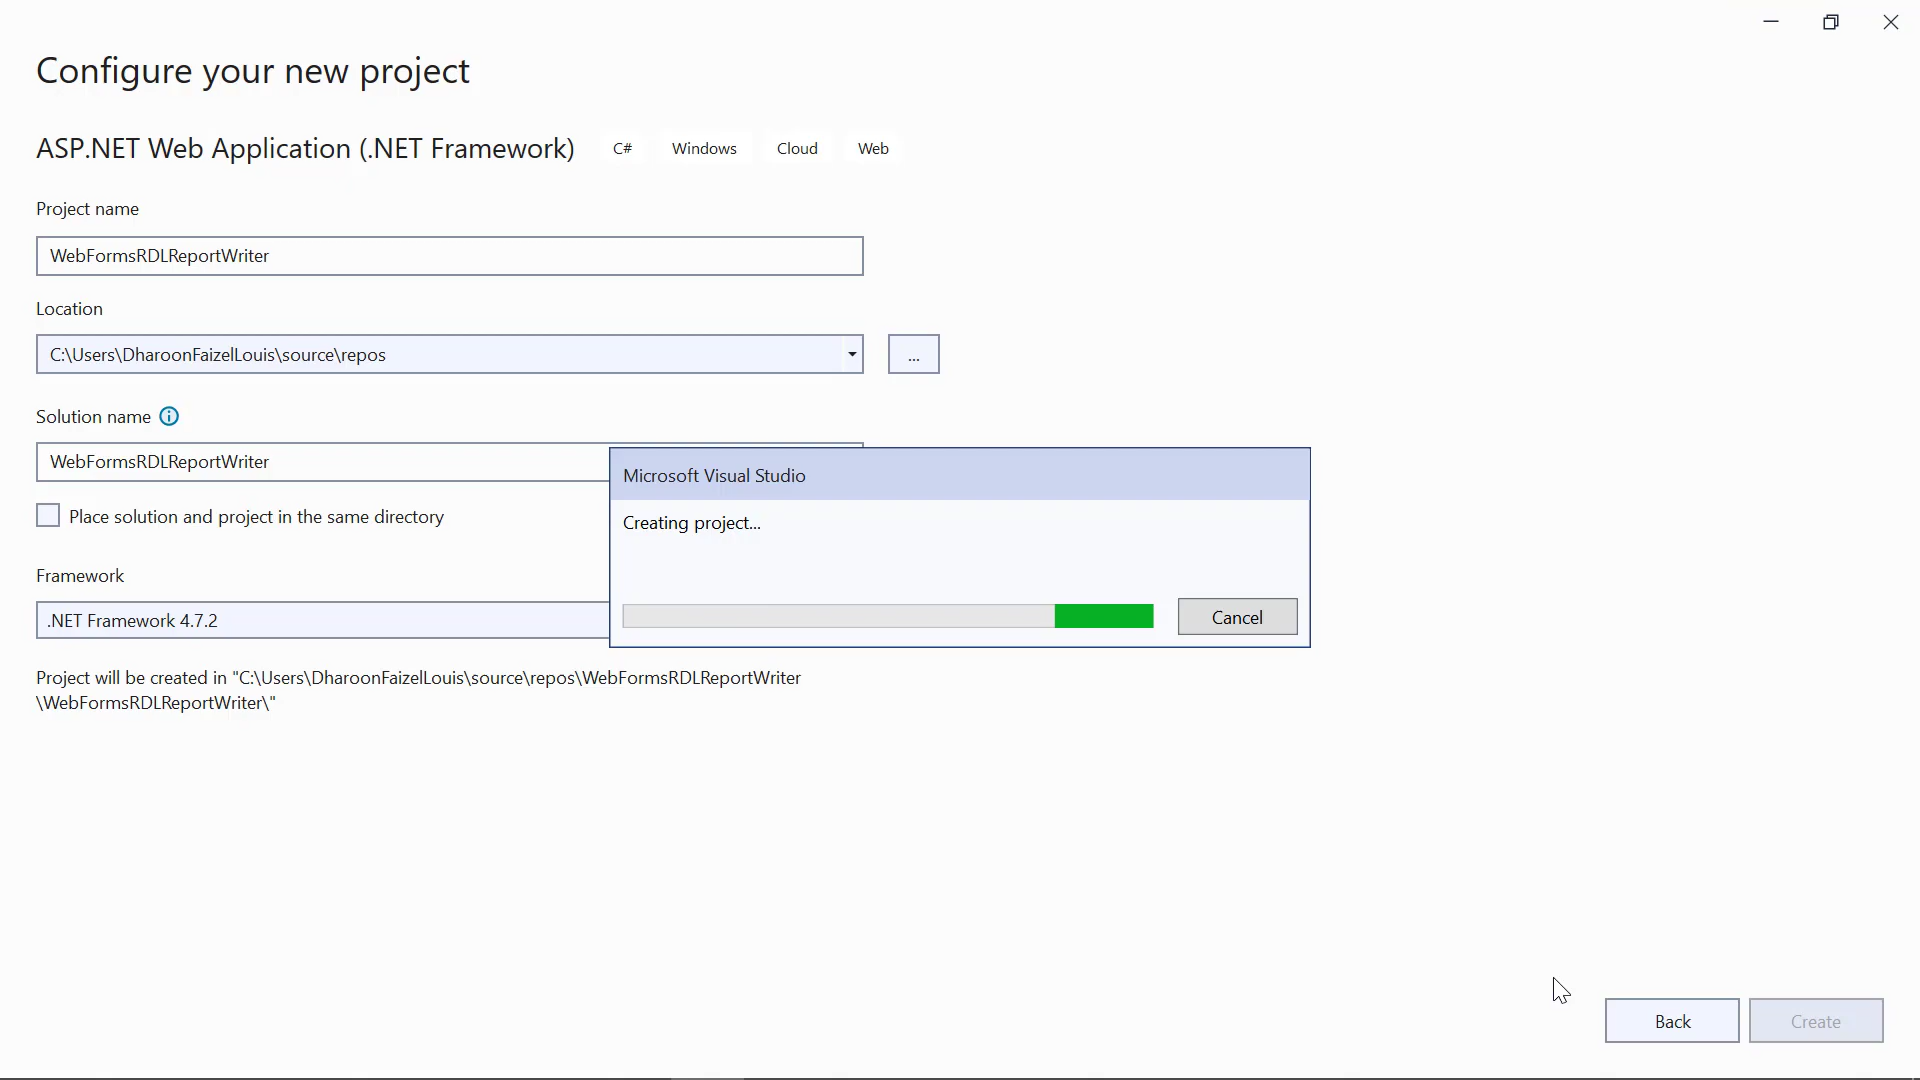 Configure your new project
ASP.NET Web Application (.NET Framework) C# Windows Cloud Web
Project name
WebFormsRDLReportWriter
Location
C:\Users\DharoonFaizelLouis\source\repos
...
Solution name
WebFormsRDLReportWriter
Place solution and project in the same directory
Framework
.NET Framework 4.7.2
Microsoft Visual Studio
Creating project...
Cancel
Project will be created in "C:\Users\DharoonFaizelLouis\source\repos\WebFormsRDLReportWriter
\WebFormsRDLReportWriter\"
Back
Create